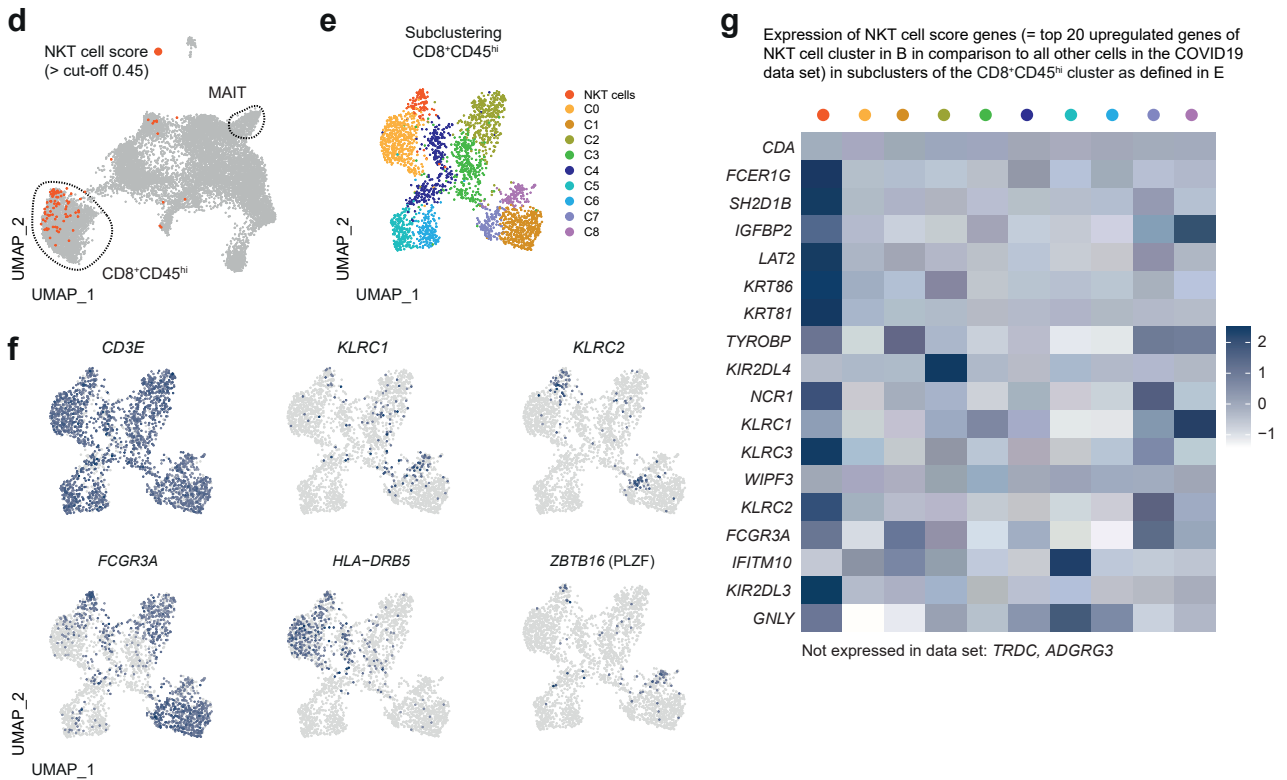 d
NKT cell score
(> cut-off 0.45)
MAIT
CD8⁺CD45ʰⁱ
UMAP_2
UMAP_1
e
Subclustering
CD8⁺CD45ʰⁱ
NKT cells
C0
C1
C2
C3
C4
C5
C6
C7
C8
UMAP_2
UMAP_1
f
CD3E
KLRC1
KLRC2
FCGR3A
HLA−DRB5
ZBTB16 (PLZF)
UMAP_2
UMAP_1
g
Expression of NKT cell score genes (= top 20 upregulated genes of
NKT cell cluster in B in comparison to all other cells in the COVID19
data set) in subclusters of the CD8⁺CD45ʰⁱ cluster as defined in E
CDA
FCER1G
SH2D1B
IGFBP2
LAT2
KRT86
KRT81
TYROBP
KIR2DL4
NCR1
KLRC1
KLRC3
WIPF3
KLRC2
FCGR3A
IFITM10
KIR2DL3
GNLY
2
1
0
−1
Not expressed in data set: TRDC, ADGRG3